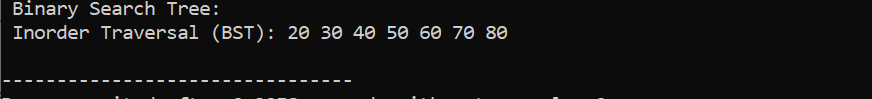 Binary Search Tree:
Inorder Traversal (BST): 20 30 40 50 60 70 80
--------------------------------